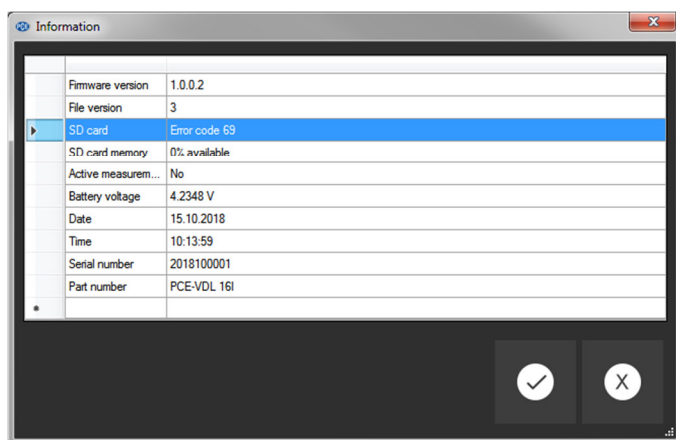 Information
Firmware version 1.0.0.2
File version 3
SD card Error code 69
SD card memory 0% available
Active measurem... No
Battery voltage 4.2348 V
Date 15.10.2018
Time 10:13:59
Serial number 2018100001
Part number PCE-VDL 16I
*
X